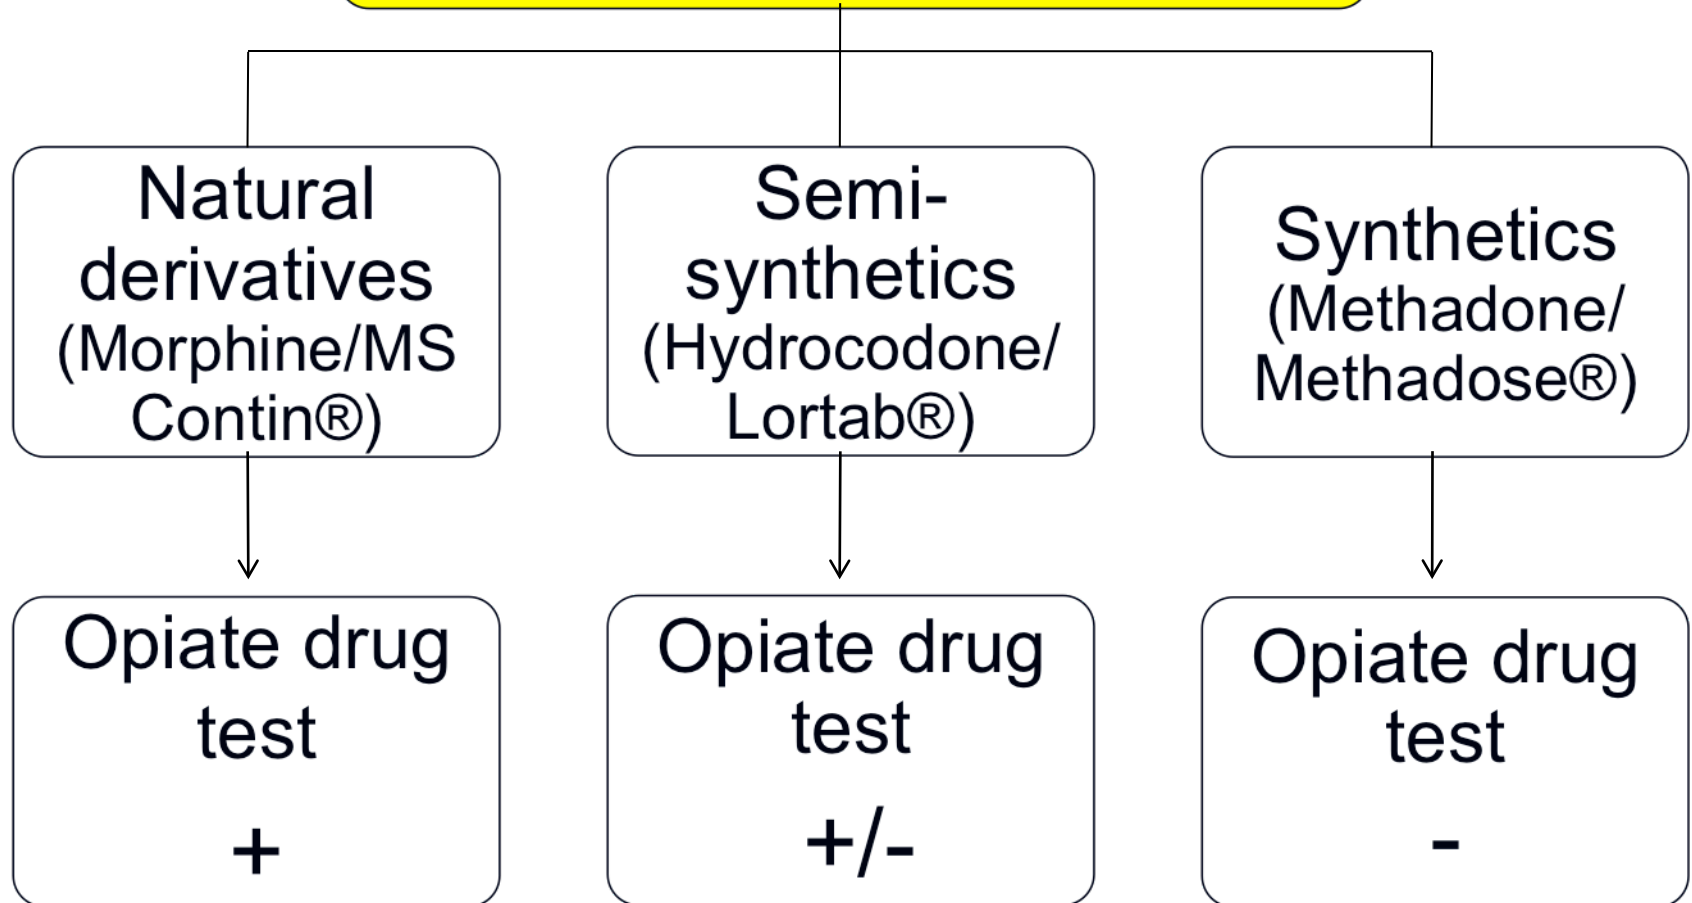 Natural
derivatives
(Morphine/MS
Contin®)
Semi-
synthetics
(Hydrocodone/
Lortab®)
Synthetics
(Methadone/
Methadose®)
Opiate drug
test
+
Opiate drug
test
+/-
Opiate drug
test
-